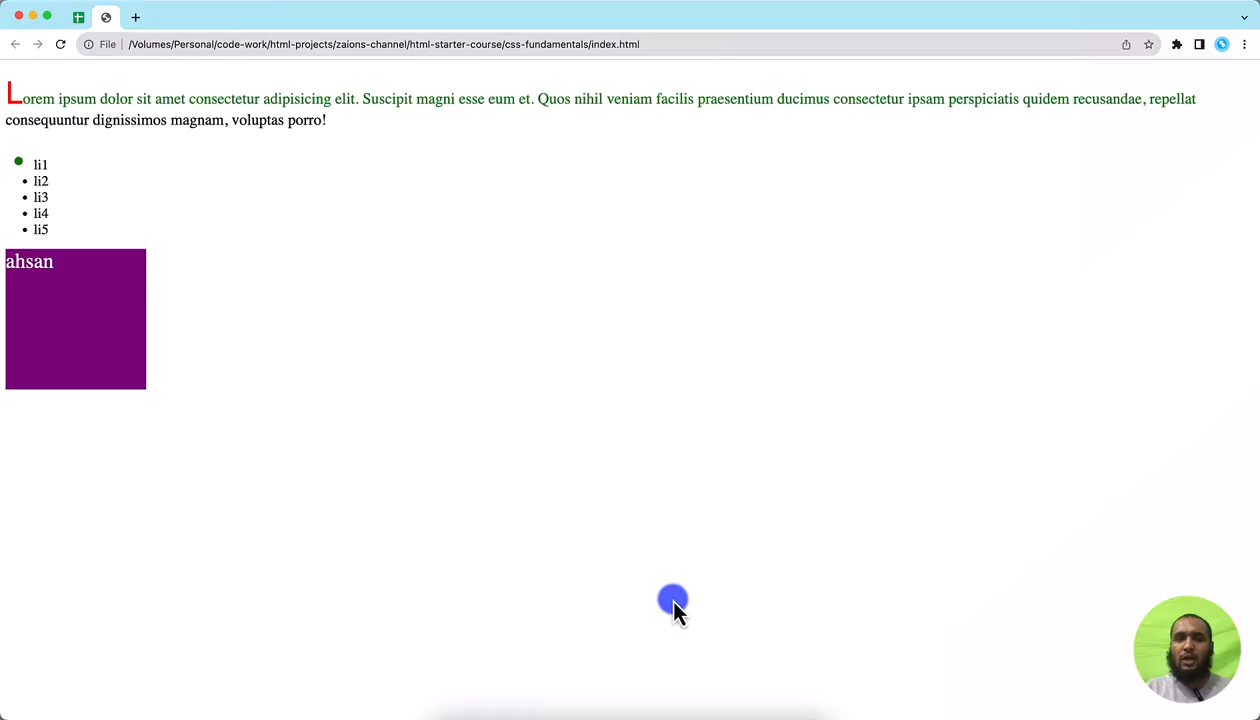 File
/Volumes/Personal/code-work/html-projects/zaions-channel/html-starter-course/css-fundamentals/index.html
Lorem ipsum dolor sit amet consectetur adipisicing elit. Suscipit magni esse eum et. Quos nihil veniam facilis praesentium ducimus consectetur ipsam perspiciatis quidem recusandae, repellat
consequuntur dignissimos magnam, voluptas porro!
li1
li2
li3
li4
li5
ahsan